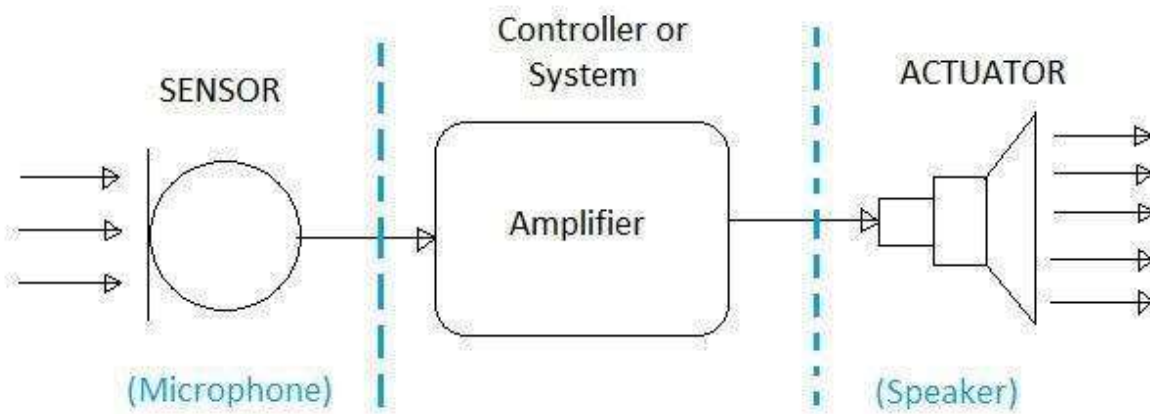 Controller or
System
SENSOR
ACTUATOR
Amplifier
(Microphone)
(Speaker)